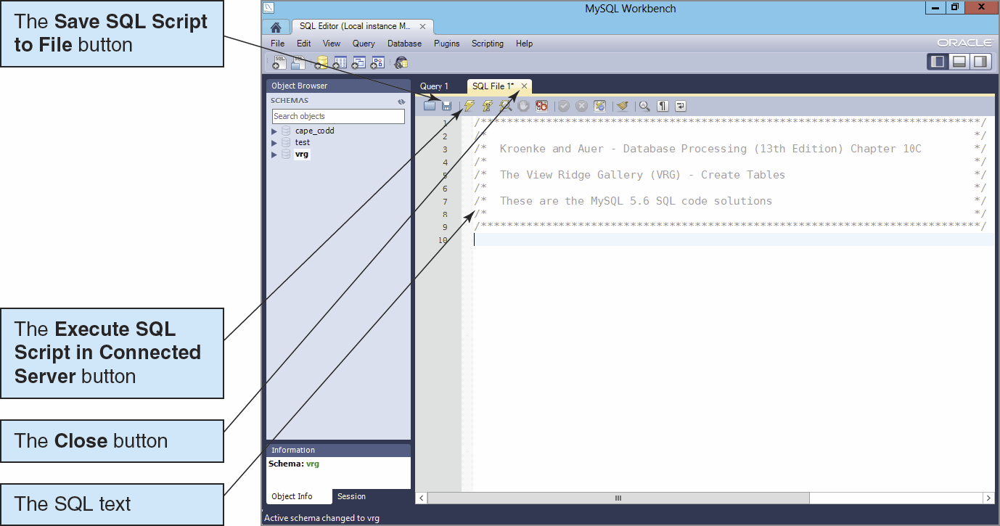 The Save SQL Script
to File button
The Execute SQL
Script in Connected
Server button
The Close button
The SQL text
MySQL Workbench
SQL Editor (Local instance M...
File Edit View Query Database Plugins Scripting Help
ORACLE
Object Browser
SCHEMAS
Search objects
cape_codd
test
vrg
Information
Schema: vrg
Object Info Session
Active schema changed to vrg
Query 1 SQL File 1*
1 /*****************************************************************************/
2 /* */
3 /* Kroenke and Auer - Database Processing (13th Edition) Chapter 10C */
4 /* */
5 /* The View Ridge Gallery (VRG) - Create Tables */
6 /* */
7 /* These are the MySQL 5.6 SQL code solutions */
8 /* */
9 /*****************************************************************************/
10